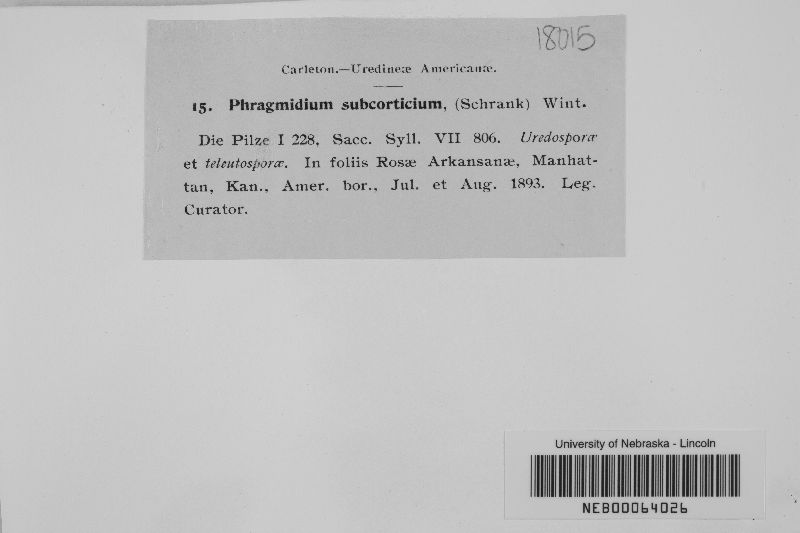 18015
Carleton.—Uredineæ Americanæ.
15. Phragmidium subcorticium, (Schrank) Wint.
Die Pilze I 228, Sacc. Syll. VII 806. Uredosporæ
et teleutosporæ. In foliis Rosæ Arkansanæ, Manhat-
tan, Kan., Amer. bor., Jul. et Aug. 1893. Leg.
Curator.
University of Nebraska - Lincoln
NEB00064026